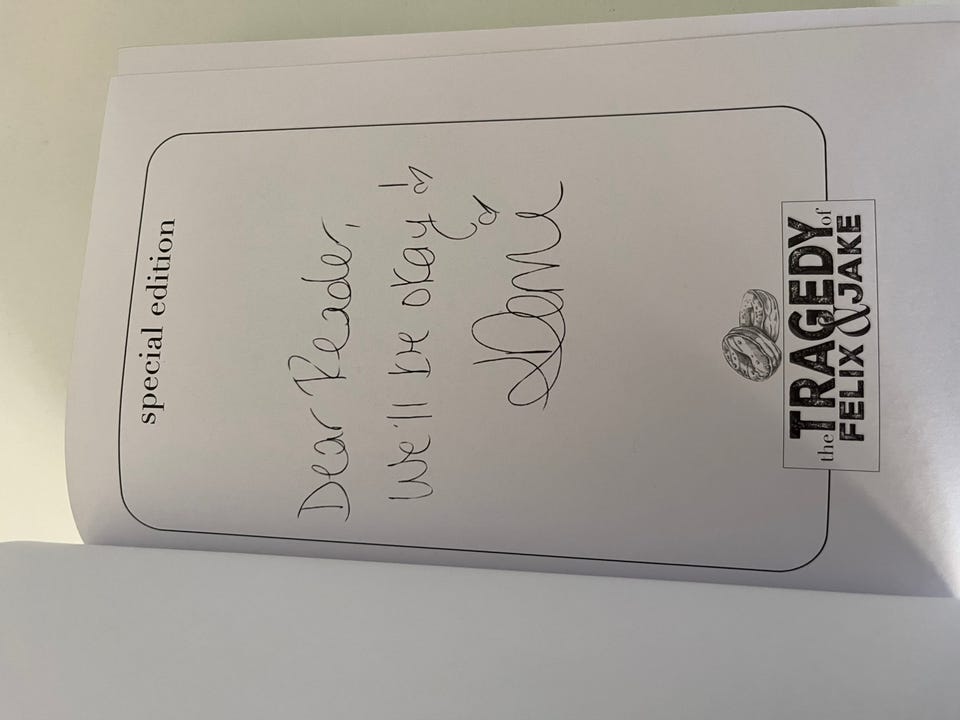 special edition
Dear Reader,
We'll be okay!
the TRAGEDY of
FELIX & JAKE